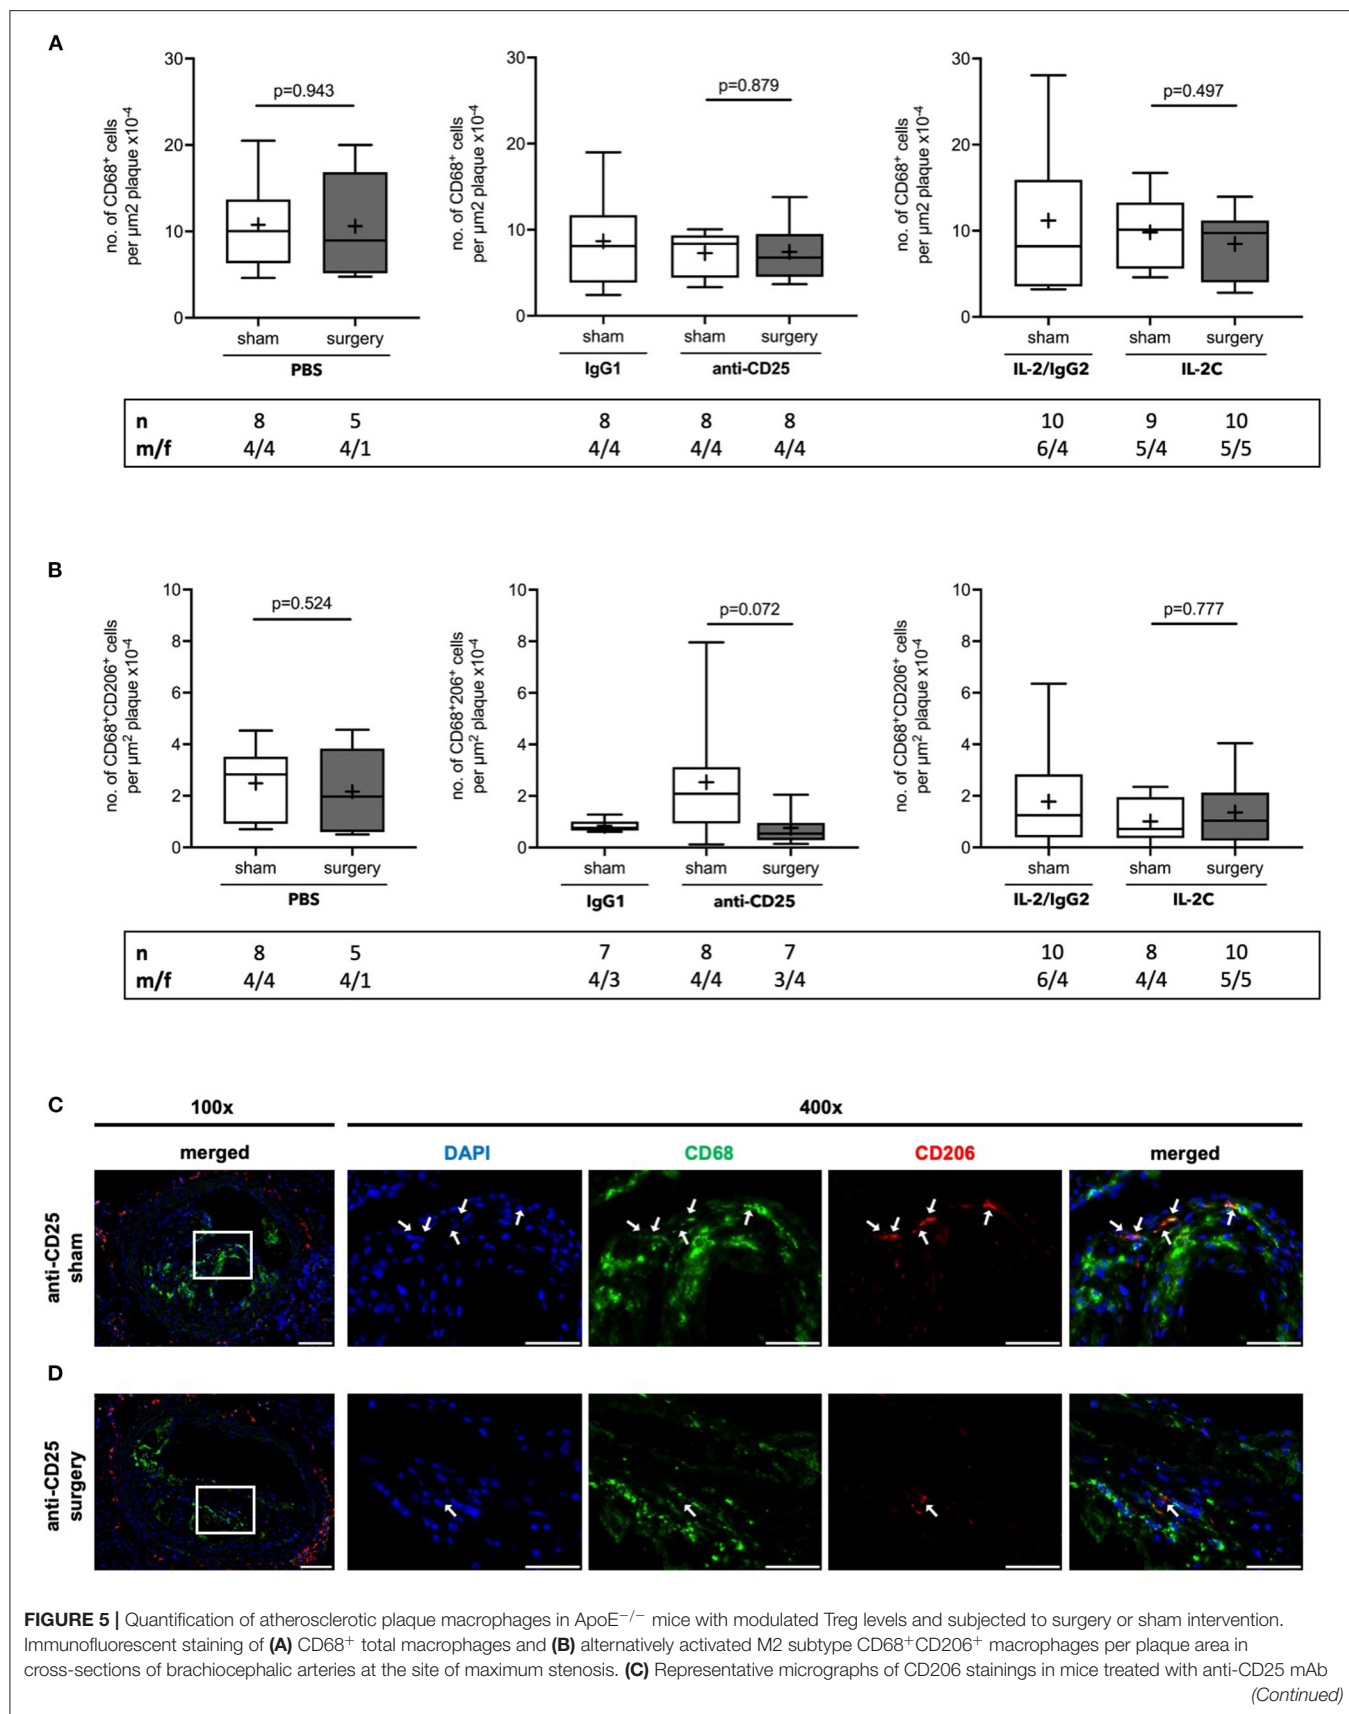 A
30
20
10
0
no. of CD68+ cells
per µm2 plaque x10-4
p=0.943
sham surgery
PBS
30
20
10
0
no. of CD68+ cells
per µm2 plaque x10-4
p=0.879
sham sham surgery
IgG1 anti-CD25
30
20
10
0
no. of CD68+ cells
per µm2 plaque x10-4
p=0.497
sham sham surgery
IL-2/IgG2 IL-2C
n 8 5 8 8 8 10 9 10
m/f 4/4 4/1 4/4 4/4 4/4 6/4 5/4 5/5
B
10
8
6
4
2
0
no. of CD68+CD206+ cells
per µm2 plaque x10-4
p=0.524
sham surgery
PBS
10
8
6
4
2
0
no. of CD68+206+ cells
per µm2 plaque x10-4
p=0.072
sham sham surgery
IgG1 anti-CD25
10
8
6
4
2
0
no. of CD68+CD206+ cells
per µm2 plaque x10-4
p=0.777
sham sham surgery
IL-2/IgG2 IL-2C
n 8 5 7 8 7 10 8 10
m/f 4/4 4/1 4/3 4/4 3/4 6/4 4/4 5/5
C
100x 400x
merged DAPI CD68 CD206 merged
anti-CD25
sham
D
anti-CD25
surgery
FIGURE 5 | Quantification of atherosclerotic plaque macrophages in ApoE−/− mice with modulated Treg levels and subjected to surgery or sham intervention.
Immunofluorescent staining of (A) CD68+ total macrophages and (B) alternatively activated M2 subtype CD68+CD206+ macrophages per plaque area in
cross-sections of brachiocephalic arteries at the site of maximum stenosis. (C) Representative micrographs of CD206 stainings in mice treated with anti-CD25 mAb
(Continued)